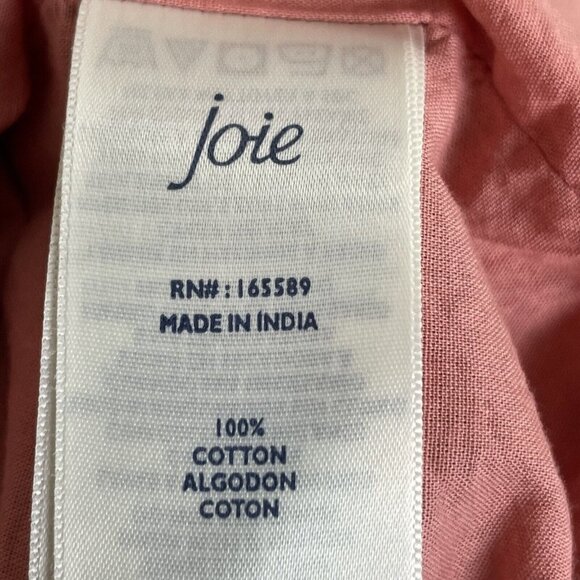 Joie
RN#: 165589
MADE IN INDIA
100%
COTTON
ALGODON
COTON